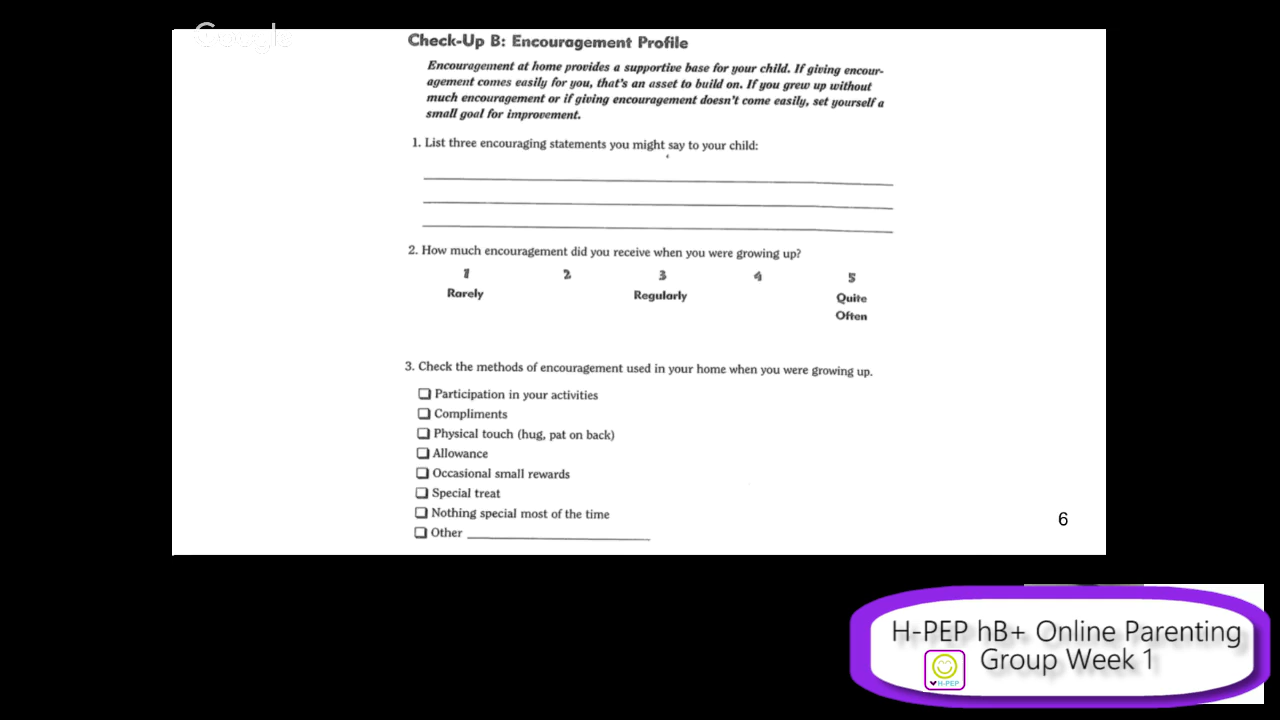 Google
Check-Up B: Encouragement Profile
Encouragement at home provides a supportive base for your child. If giving encour-
agement comes easily for you, that's an asset to build on. If you grew up without
much encouragement or if giving encouragement doesn't come easily, set yourself a
small goal for improvement.
1. List three encouraging statements you might say to your child:
2. How much encouragement did you receive when you were growing up?
1 2 3 4 5
Rarely Regularly Quite
Often
3. Check the methods of encouragement used in your home when you were growing up.
Participation in your activities
Compliments
Physical touch (hug, pat on back)
Allowance
Occasional small rewards
Special treat
Nothing special most of the time
Other
6
H-PEP hB+ Online Parenting
Group Week 1
H-PEP